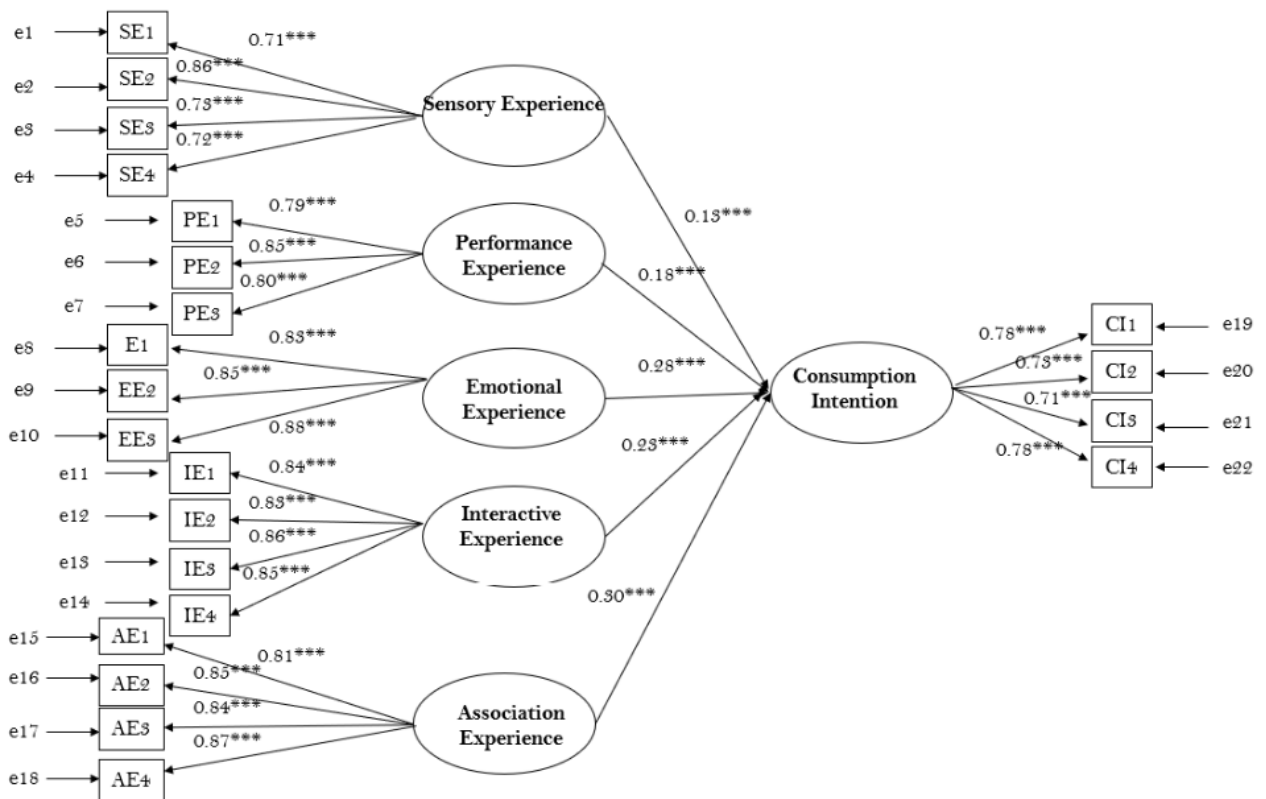 e1
SE1
0.71***
e2
SE2
0.86***
e3
SE3
0.73***
e4
SE4
0.72***
Sensory Experience
0.13***
e5
PE1
0.79***
e6
PE2
0.85***
e7
PE3
0.80***
Performance
Experience
0.18***
e8
E1
0.83***
e9
EE2
0.85***
e10
EE3
0.88***
Emotional
Experience
0.28***
e11
IE1
0.84***
e12
IE2
0.83***
e13
IE3
0.86***
e14
IE4
0.85***
Interactive
Experience
0.23***
e15
AE1
0.81***
e16
AE2
0.85***
e17
AE3
0.84***
e18
AE4
0.87***
Association
Experience
0.30***
Consumption
Intention
0.78***
CI1
e19
0.73***
CI2
e20
0.71***
CI3
e21
0.78***
CI4
e22